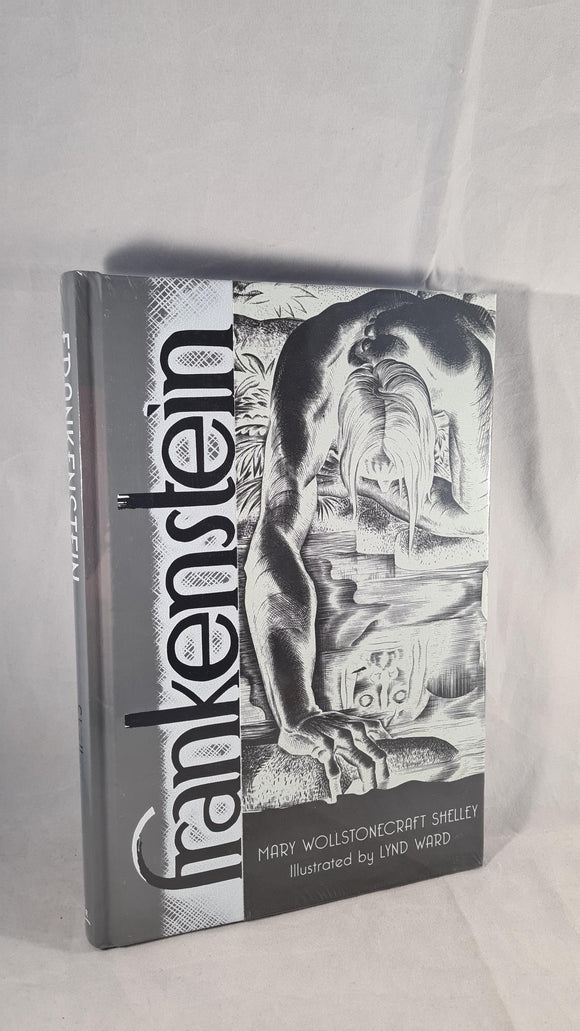 FRANKENSTEIN
frankenstein
MARY WOLLSTONECRAFT SHELLEY
Illustrated by LYND WARD